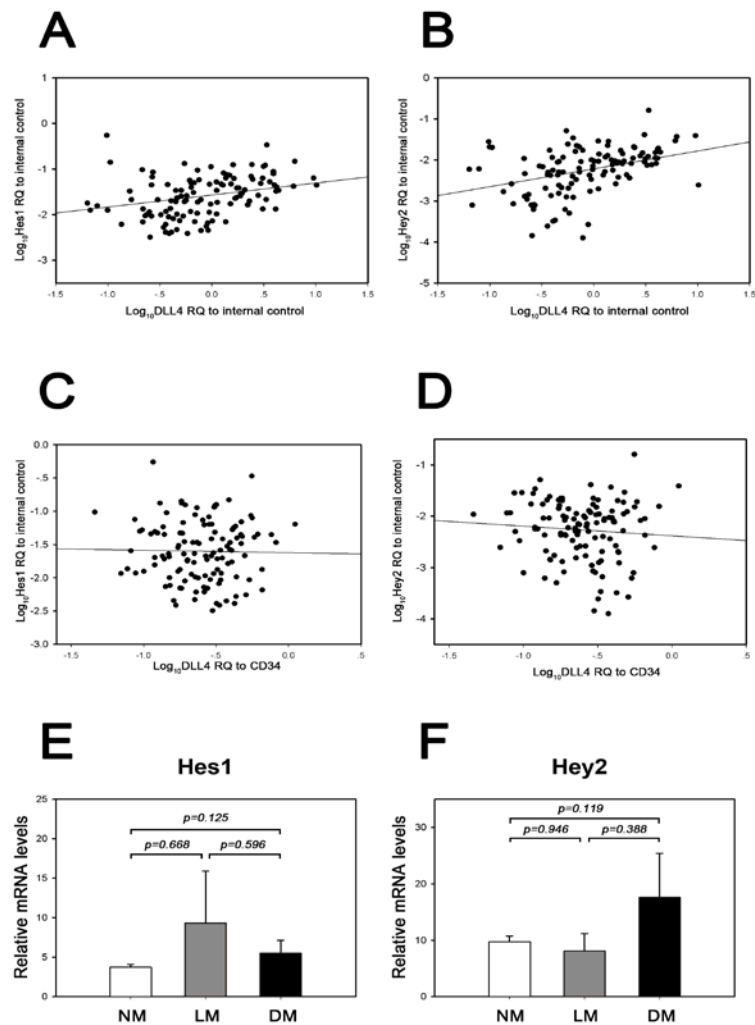 A
B
1
0
-1
-2
-3
Log10Hes1 RQ to internal control
-1.5
-1.0
-.5
0.0
.5
1.0
1.5
Log10DLL4 RQ to internal control
0
-1
-2
-3
-4
-5
Log10Hey2 RQ to internal control
-1.5
-1.0
-.5
0.0
.5
1.0
1.5
Log10DLL4 RQ to internal control
C
D
0.0
-.5
-1.0
-1.5
-2.0
-2.5
-3.0
Log10Hes1 RQ to internal control
-1.5
-1.0
-.5
0.0
.5
Log10DLL4 RQ to CD34
-1
-2
-3
-4
Log10Hey2 RQ to internal control
-1.5
-1.0
-.5
0.0
.5
Log10DLL4 RQ to CD34
E
F
Hes1
25
20
15
10
5
0
Relative mRNA levels
p=0.125
p=0.668
p=0.596
NM
LM
DM
Hey2
30
20
10
0
Relative mRNA levels
p=0.119
p=0.946
p=0.388
NM
LM
DM